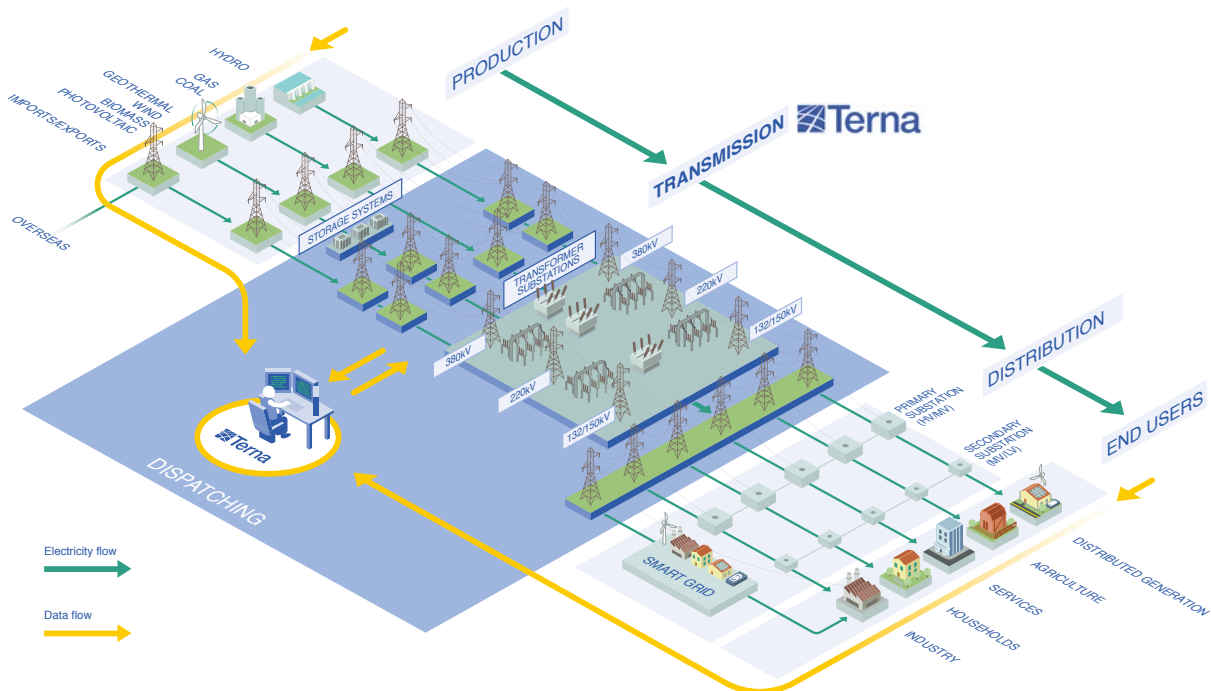 PRODUCTION
TRANSMISSION
Terna
DISTRIBUTION
END USERS
HYDRO
GAS
COAL
GEOTHERMAL
WIND
BIOMASS
PHOTOVOLTAIC
IMPORTS/EXPORTS
OVERSEAS
STORAGE SYSTEMS
TRANSFORMER
SUBSTATIONS
380kV
220kV
132/150kV
380kV
220kV
132/150kV
PRIMARY
SUBSTATION
(HV/MV)
SECONDARY
SUBSTATION
(MV/LV)
Terna
DISPATCHING
SMART GRID
DISTRIBUTED GENERATION
AGRICULTURE
SERVICES
HOUSEHOLDS
INDUSTRY
Electricity flow
Data flow